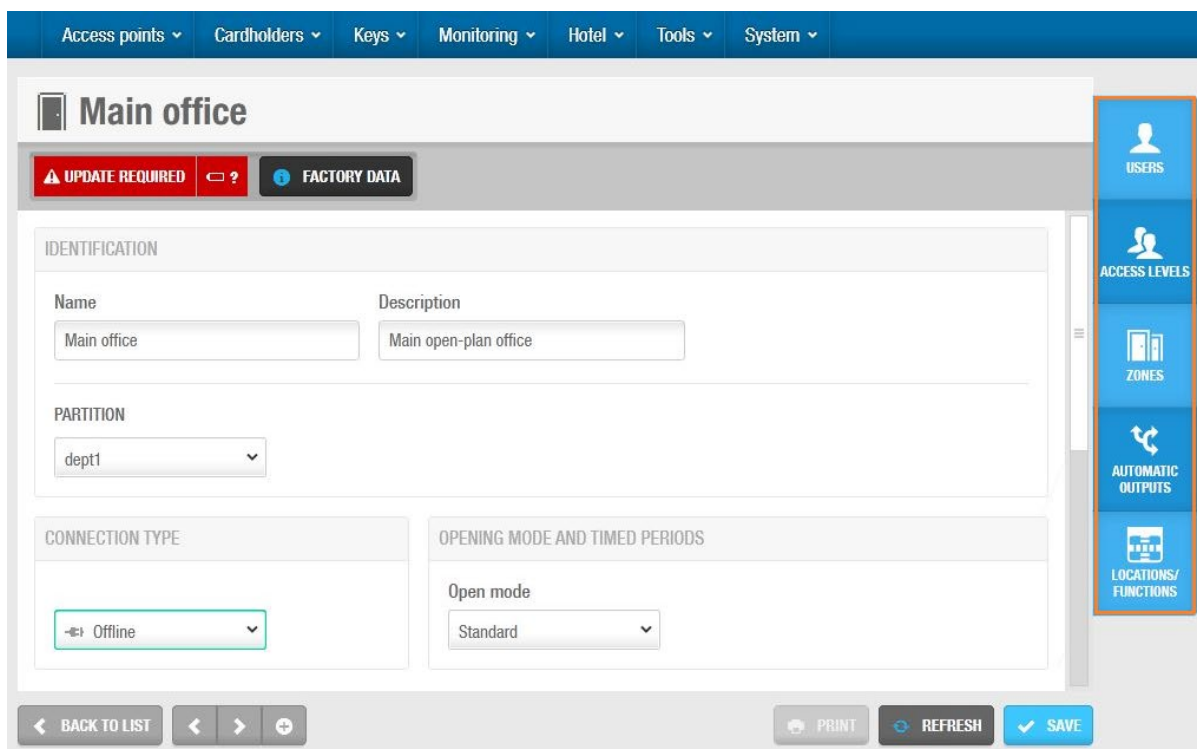 Access points Cardholders Keys Monitoring Hotel Tools System
Main office
UPDATE REQUIRED ? FACTORY DATA
IDENTIFICATION
Name Description
Main office Main open-plan office
PARTITION
dept1
CONNECTION TYPE OPENING MODE AND TIMED PERIODS
Open mode
Offline Standard
BACK TO LIST PRINT REFRESH SAVE
USERS
ACCESS LEVELS
ZONES
AUTOMATIC
OUTPUTS
LOCATIONS/
FUNCTIONS